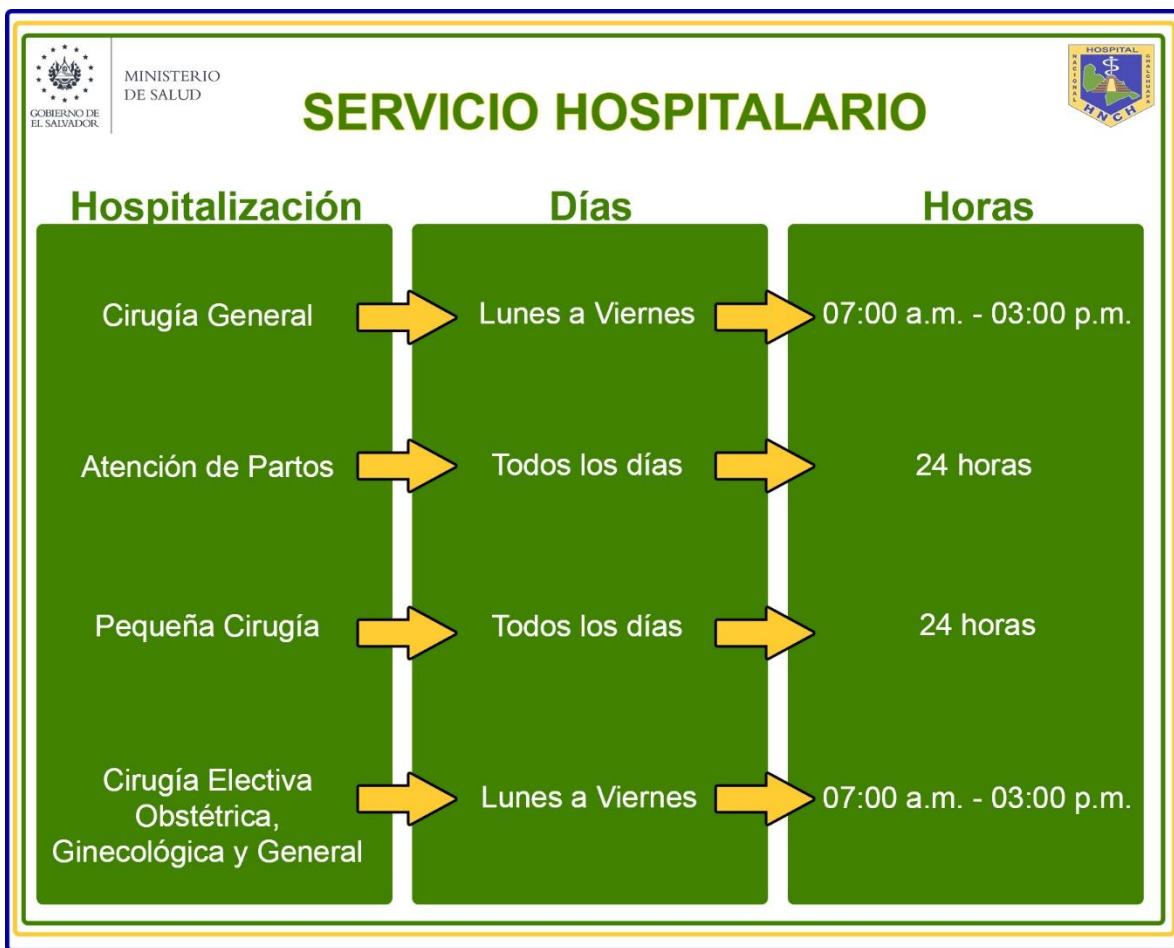 GOBIERNO DE
EL SALVADOR
MINISTERIO
DE SALUD
SERVICIO HOSPITALARIO
HOSPITAL
NACIONAL
CHALCHUAPA
HNCH
Hospitalización
Días
Horas
Cirugía General
Lunes a Viernes
07:00 a.m. - 03:00 p.m.
Atención de Partos
Todos los días
24 horas
Pequeña Cirugía
Todos los días
24 horas
Cirugía Electiva
Obstétrica,
Ginecológica y General
Lunes a Viernes
07:00 a.m. - 03:00 p.m.